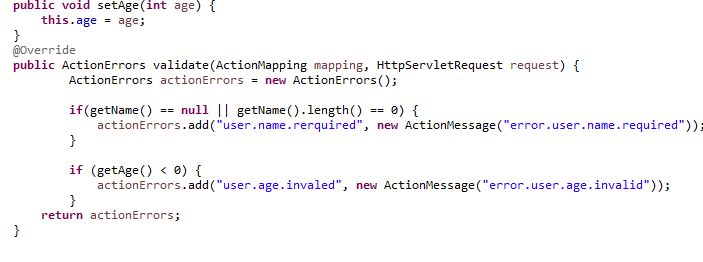 public void setAge(int age) {
this.age = age;
}
@Override
public ActionErrors validate(ActionMapping mapping, HttpServletRequest request) {
ActionErrors actionErrors = new ActionErrors();
if(getName() == null || getName().length() == 0) {
actionErrors.add("user.name.rerquired", new ActionMessage("error.user.name.required"));
}
if (getAge() < 0) {
actionErrors.add("user.age.invaled", new ActionMessage("error.user.age.invalid"));
}
return actionErrors;
}